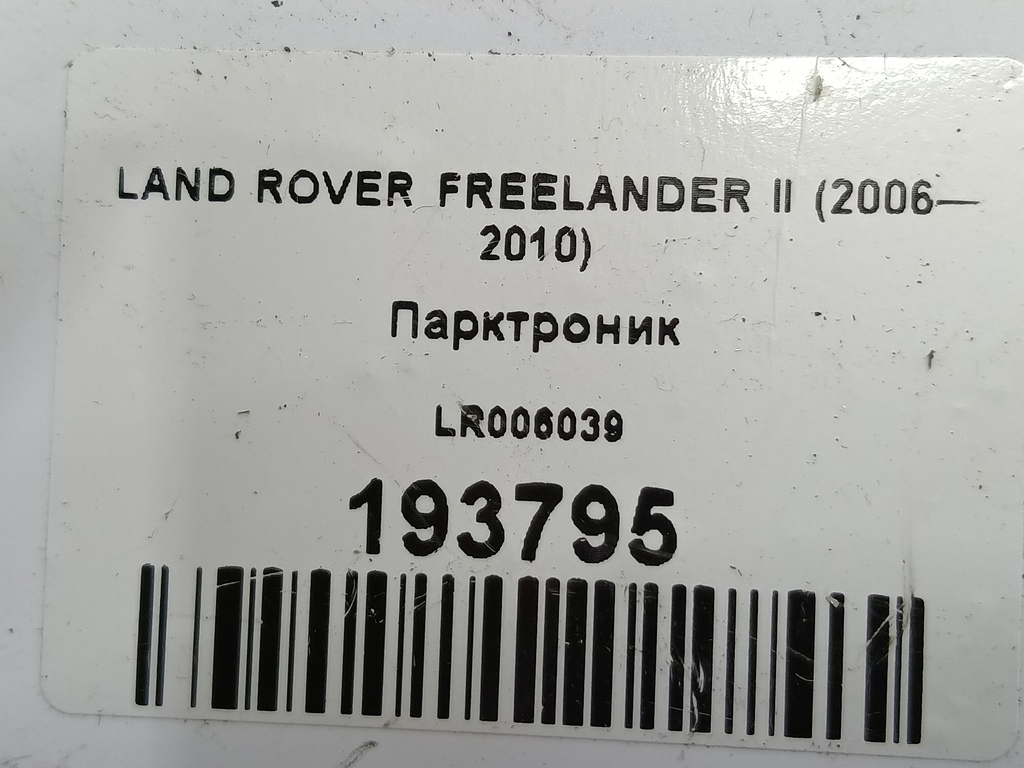 LAND ROVER FREELANDER II (2006—
2010)
Парктроник
LR006039
193795